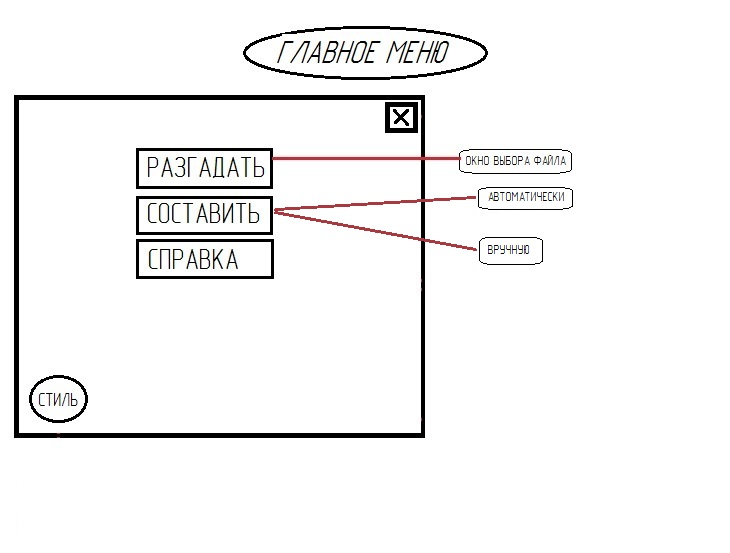 ГЛАВНОЕ МЕНЮ
РАЗГАДАТЬ
ОКНО ВЫБОРА ФАЙЛА
СОСТАВИТЬ
АВТОМАТИЧЕСКИ
ВРУЧНУЮ
СПРАВКА
СТИЛЬ